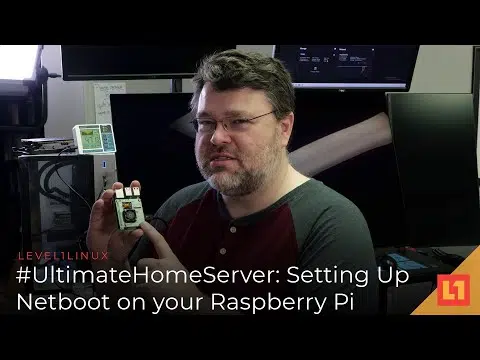 LEVEL1LINUX
#UltimateHomeServer: Setting Up
Netboot on your Raspberry Pi
L1